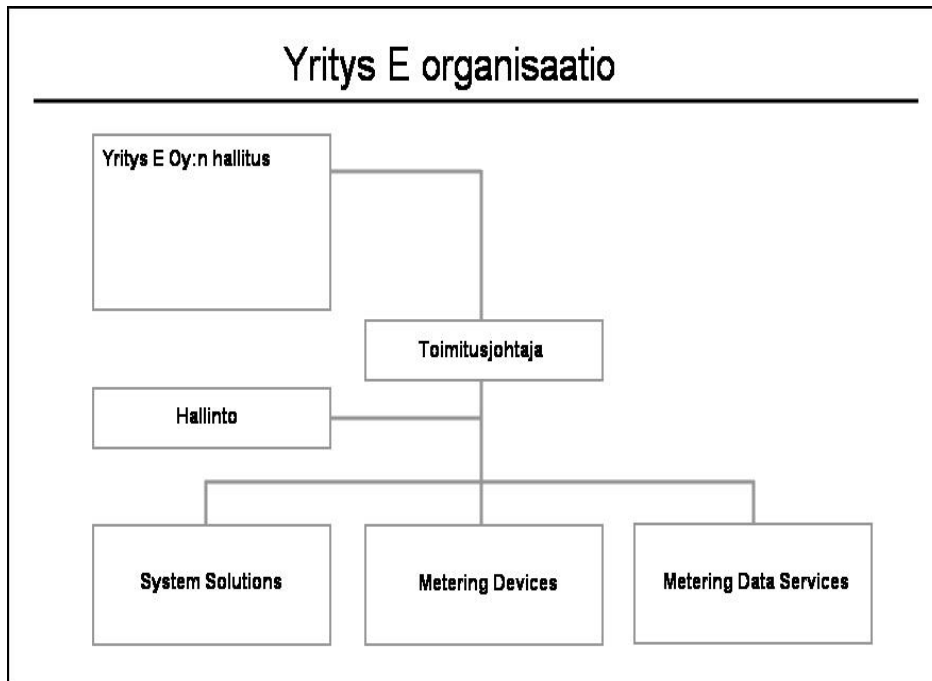 Yritys E organisaatio
Yritys E Oy:n hallitus
Toimitusjohtaja
Hallinto
System Solutions
Metering Devices
Metering Data Services